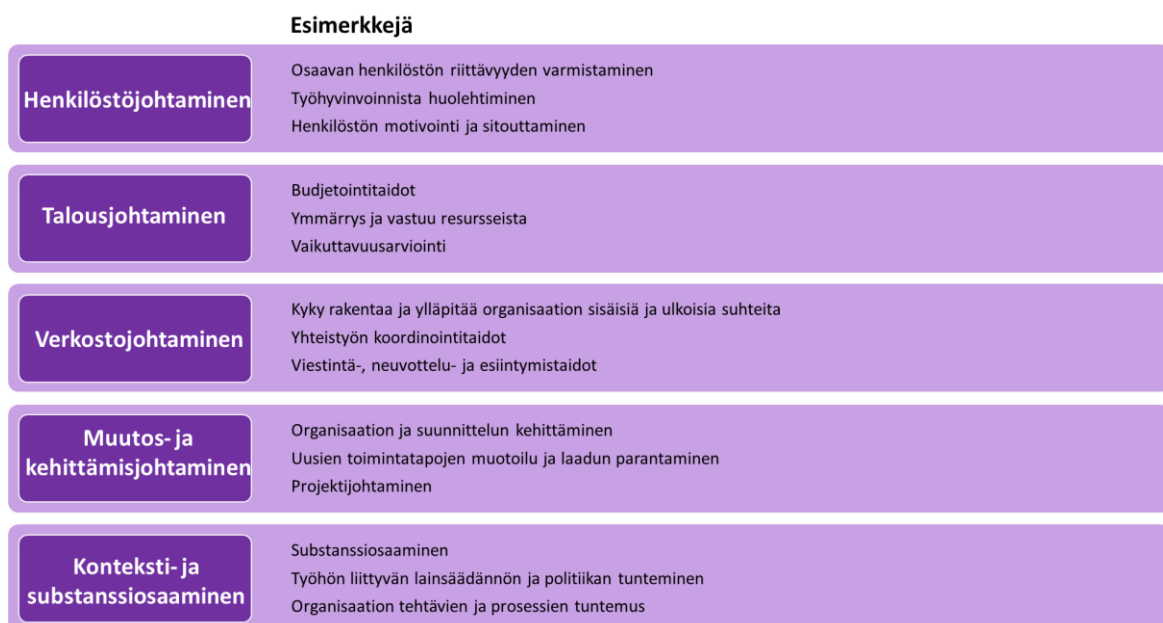 Esimerkkejä
Henkilöstöjohtaminen
Osaavan henkilöstön riittävyyden varmistaminen
Työhyvinvoinnista huolehtiminen
Henkilöstön motivointi ja sitouttaminen
Talousjohtaminen
Budjetointitaidot
Ymmärrys ja vastuu resursseista
Vaikuttavuusarviointi
Verkostojohtaminen
Kyky rakentaa ja ylläpitää organisaation sisäisiä ja ulkoisia suhteita
Yhteistyön koordinointitaidot
Viestintä-, neuvottelu- ja esiintymistaidot
Muutos- ja
kehittämisjohtaminen
Organisaation ja suunnittelun kehittäminen
Uusien toimintatapojen muotoilu ja laadun parantaminen
Projektijohtaminen
Konteksti- ja
substanssiosaaminen
Substanssiosaaminen
Työhön liittyvän lainsäädännön ja politiikan tunteminen
Organisaation tehtävien ja prosessien tuntemus